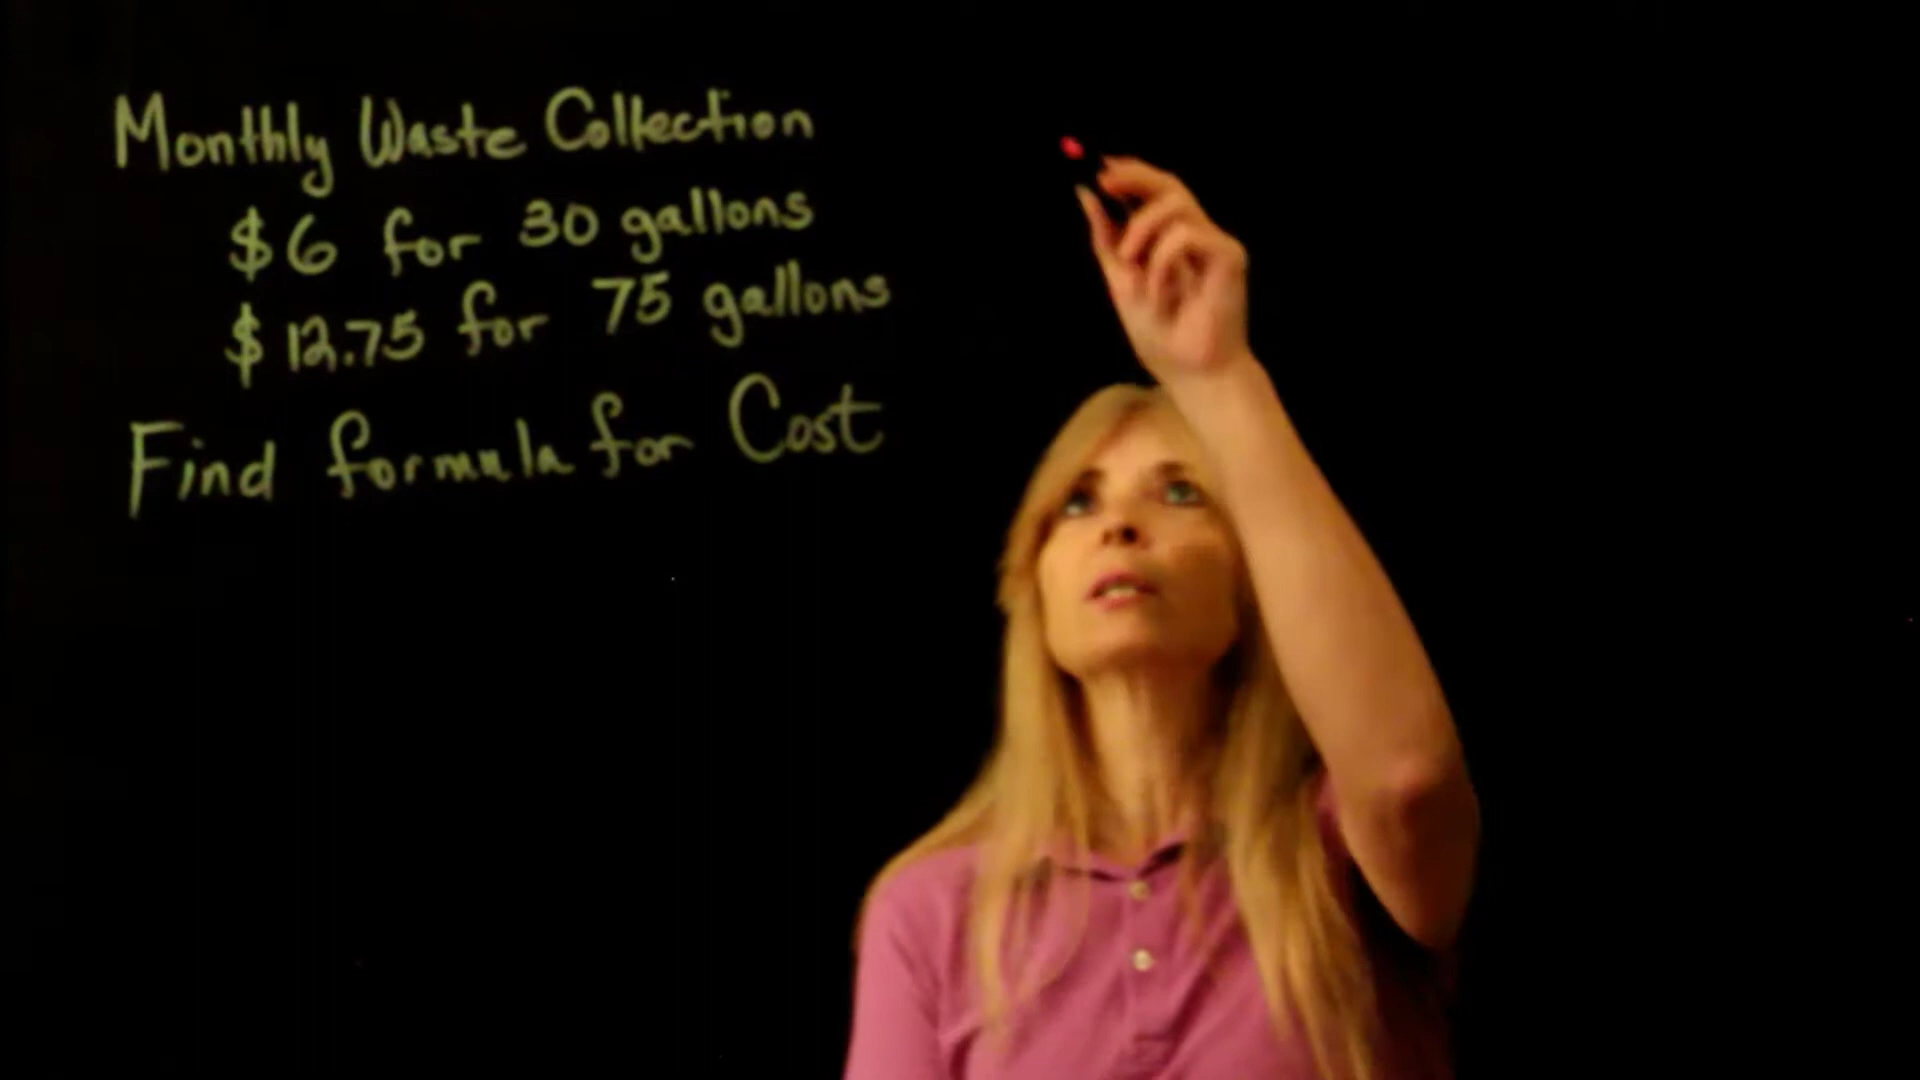 Monthly Waste Collection
$6 for 30 gallons
$12.75 for 75 gallons
Find formula for Cost